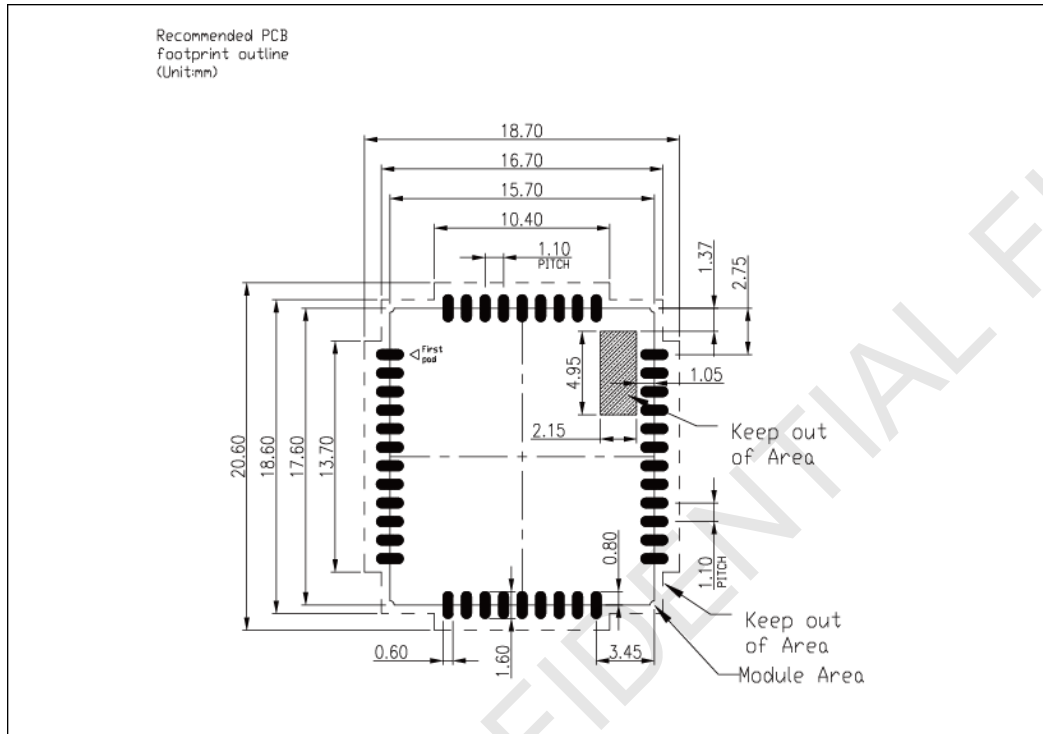 Recommended PCB
footprint outline
(Unit:mm)
18.70
16.70
15.70
10.40
1.10
PITCH
1.37
2.75
First
pad
4.95
1.05
2.15
Keep out
of Area
20.60
18.60
17.60
13.70
0.80
1.10
PITCH
Keep out
of Area
0.60
1.60
3.45
Module Area
FIDENTIAL